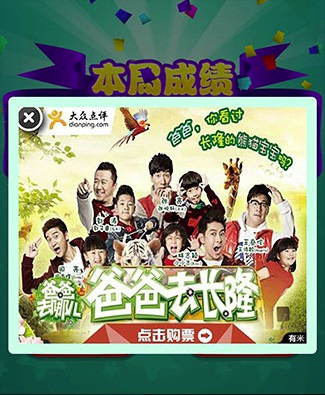 本周成绩
大众点评
dianping.com
爸爸，你看过
长隆的熊猫宝宝吗？
爸爸去哪儿
爸爸去长隆
点击购票
有米